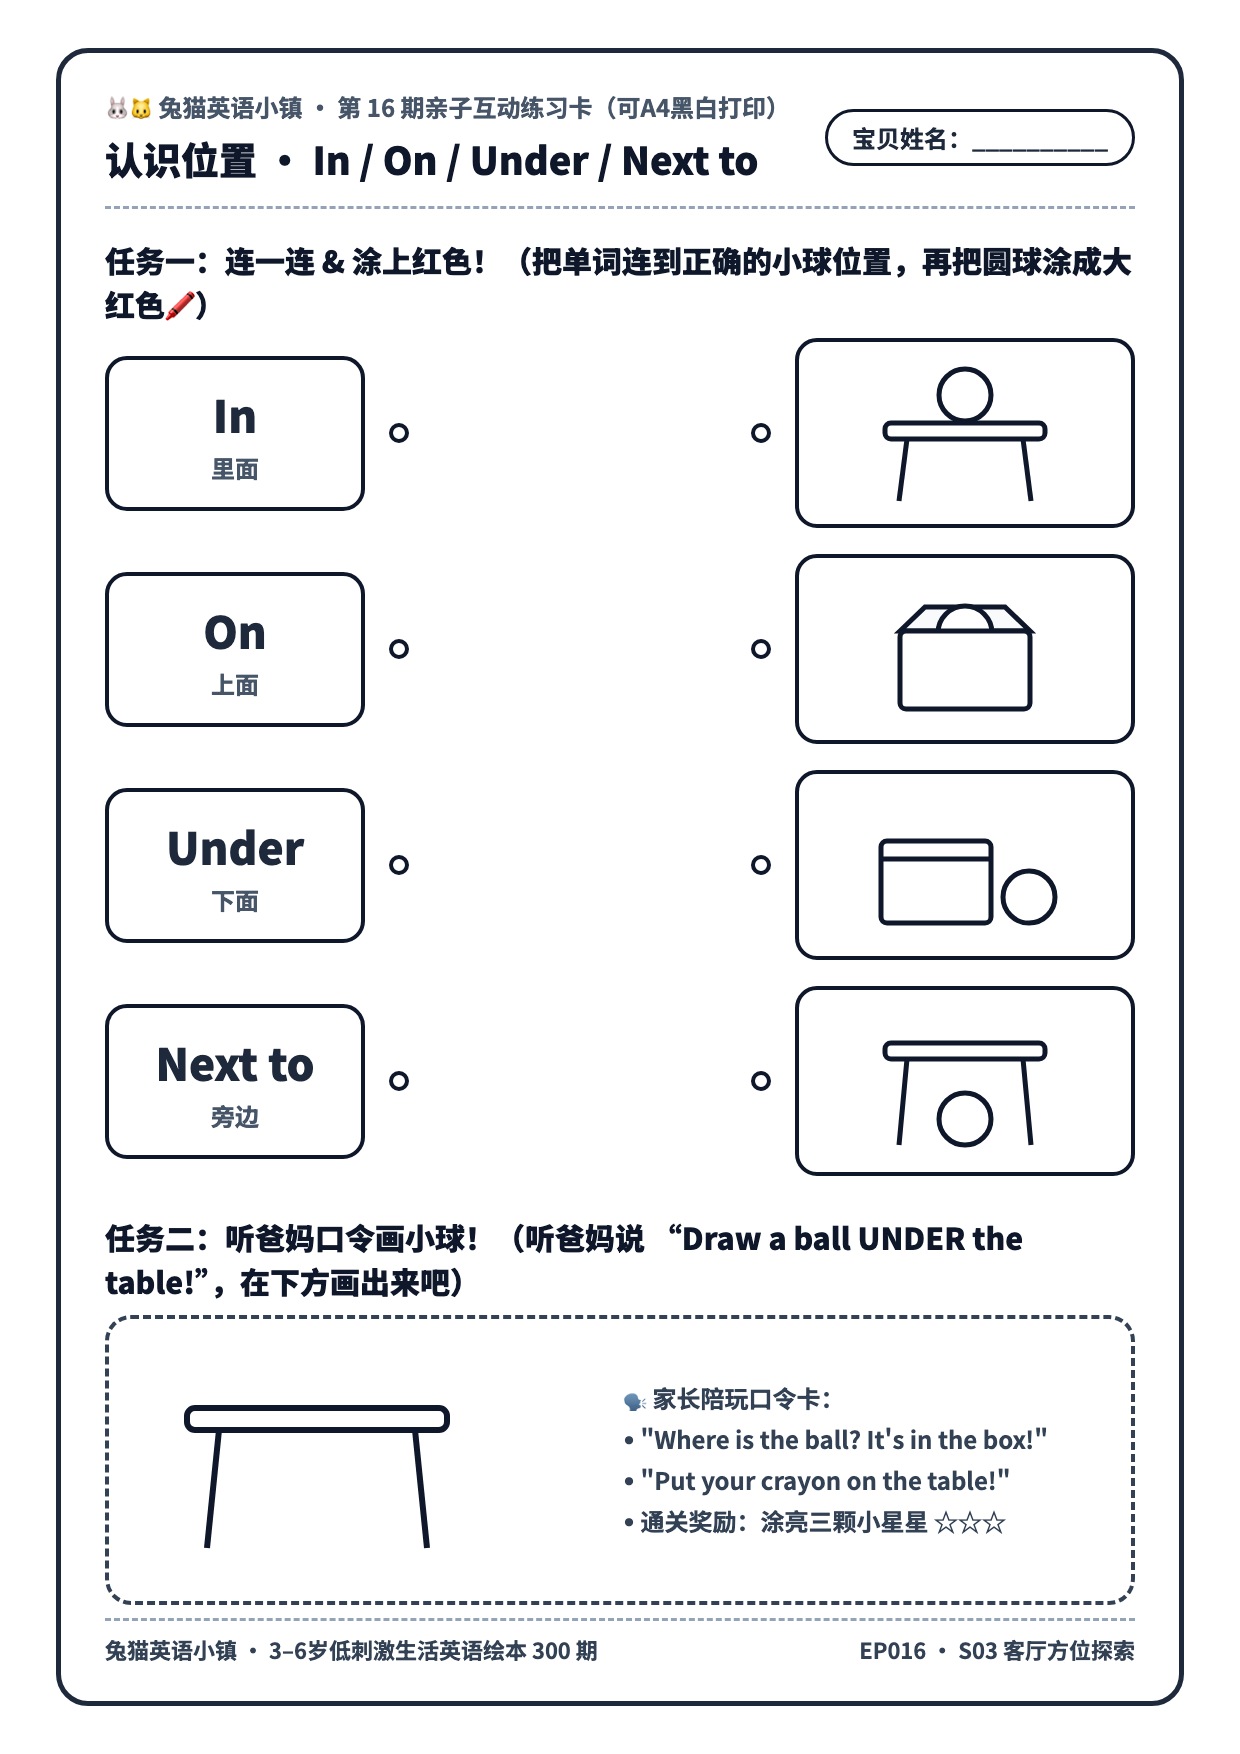 🐰🐱 兔猫英语小镇 · 第 16 期亲子互动练习卡（可A4黑白打印）
认识位置 · In / On / Under / Next to
宝贝姓名：__________
任务一：连一连 & 涂上红色！（把单词连到正确的小球位置，再把圆球涂成大
红色🖍️）
In
里面
On
上面
Under
下面
Next to
旁边
任务二：听爸妈口令画小球！（听爸妈说 “Draw a ball UNDER the
table!”，在下方画出来吧）
🗣️ 家长陪玩口令卡：
• "Where is the ball? It's in the box!"
• "Put your crayon on the table!"
• 通关奖励：涂亮三颗小星星 ☆☆☆
兔猫英语小镇 · 3–6岁低刺激生活英语绘本 300 期
EP016 · S03 客厅方位探索